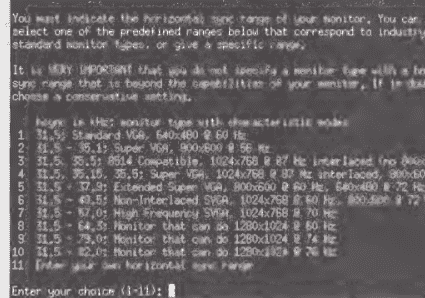 You must indicate the horizontal sync range of your monitor. You can
select one of the predefined ranges below that correspond to industry
standard monitor types, or give a specific range.
It is VERY IMPORTANT that you do not specify a monitor type with a ho
sync range that is beyond the capabilities of your monitor. If in dou
choose a conservative setting.
hsync in kHz; monitor type with characteristic modes
1 31.5; Standard VGA, 640x480 @ 60 Hz
2 31.5 - 35.1; Super VGA, 800x600 @ 56 Hz
3 31.5, 35.5; 8514 Compatible, 1024x768 @ 87 Hz interlaced (no 800x
4 31.5, 35.15, 35.5; Super VGA, 1024x768 @ 87 Hz interlaced, 800x60
5 31.5 - 37.9; Extended Super VGA, 800x600 @ 60 Hz, 640x480 @ 72 H
6 31.5 - 48.5; Non-Interlaced SVGA, 1024x768 @ 60 Hz, 800x600 @ 72
7 31.5 - 57.0; High Frequency SVGA, 1024x768 @ 70 Hz
8 31.5 - 64.3; Monitor that can do 1280x1024 @ 60 Hz
9 31.5 - 79.0; Monitor that can do 1280x1024 @ 74 Hz
10 31.5 - 82.0; Monitor that can do 1280x1024 @ 76 Hz
11 Enter your own horizontal sync range
Enter your choice (1-11):